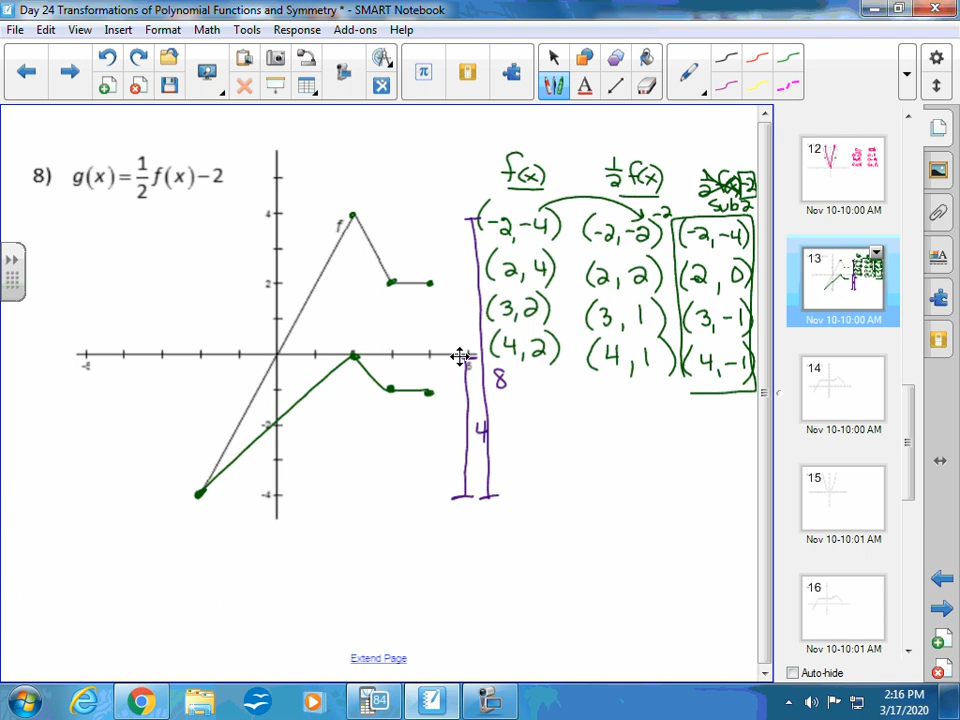 Day 24 Transformations of Polynomial Functions and Symmetry * - SMART Notebook
File Edit View Insert Format Math Tools Response Add-ons Help
8) g(x)=1/2 f(x)-2
f(x) 1/2 f(x) 1/2 f(x)-2
sub 2
-2
(-2,-4) (-2,-2) (-2,-4)
(2,4) (2,2) (2,0)
(3,2) (3,1) (3,-1)
(4,2) (4,1) (4,-1)
f
4
2
-2
-4
8
4
12
Nov 10-10:00 AM
13
Nov 10-10:00 AM
14
Nov 10-10:00 AM
15
Nov 10-10:01 AM
16
Nov 10-10:01 AM
Extend Page
Auto-hide
84
2:16 PM
3/17/2020